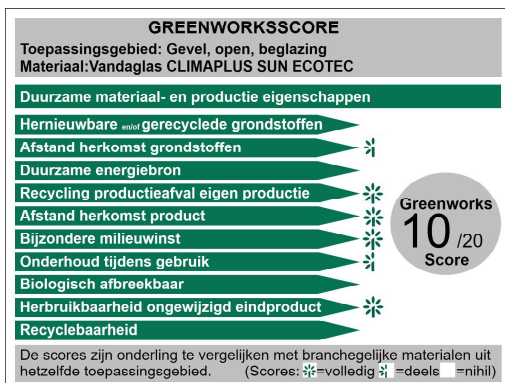 GREENWORKSSCORE
Toepassingsgebied: Gevel, open, beglazing
Materiaal:Vandaglas CLIMAPLUS SUN ECOTEC
Duurzame materiaal- en productie eigenschappen
Hernieuwbare en/of gerecyclede grondstoffen
Afstand herkomst grondstoffen
Duurzame energiebron
Recycling productieafval eigen productie
Afstand herkomst product
Bijzondere milieuwinst
Onderhoud tijdens gebruik
Biologisch afbreekbaar
Herbruikbaarheid ongewijzigd eindproduct
Recyclebaarheid
Greenworks
10 /20
Score
De scores zijn onderling te vergelijken met branchegelijke materialen uit
hetzelfde toepassingsgebied. (Scores: =volledig =deels =nihil)